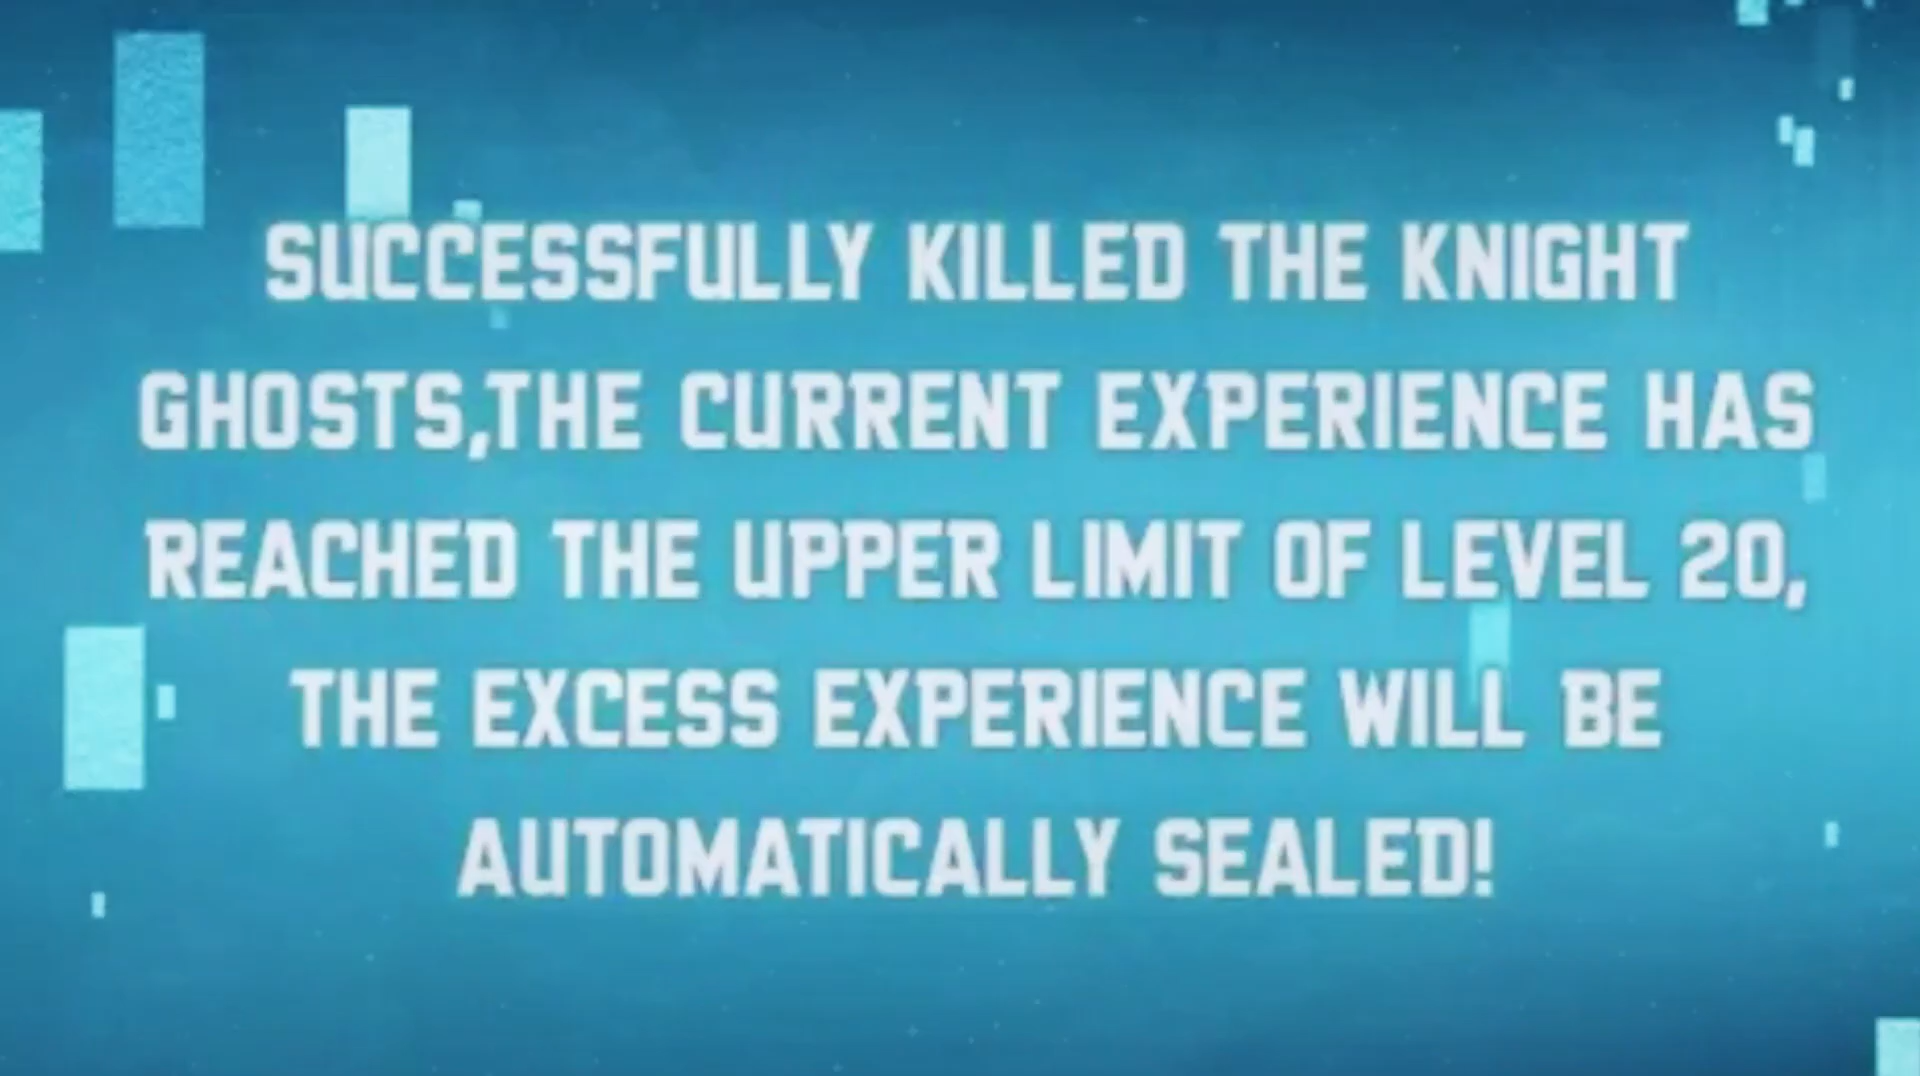 SUCCESSFULLY KILLED THE KNIGHT
GHOSTS,THE CURRENT EXPERIENCE HAS
REACHED THE UPPER LIMIT OF LEVEL 20,
THE EXCESS EXPERIENCE WILL BE
AUTOMATICALLY SEALED!